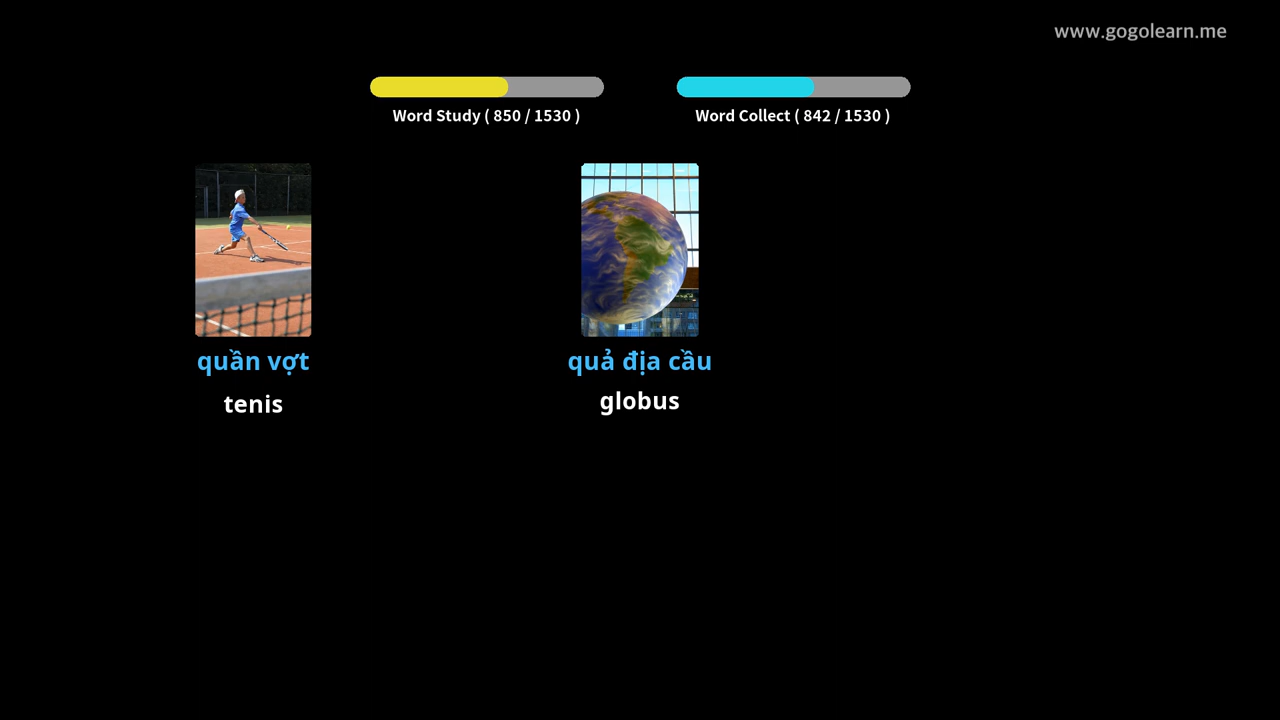 www.gogolearn.me
Word Study ( 850 / 1530 )
Word Collect ( 842 / 1530 )
quần vợt
tenis
quả địa cầu
globus